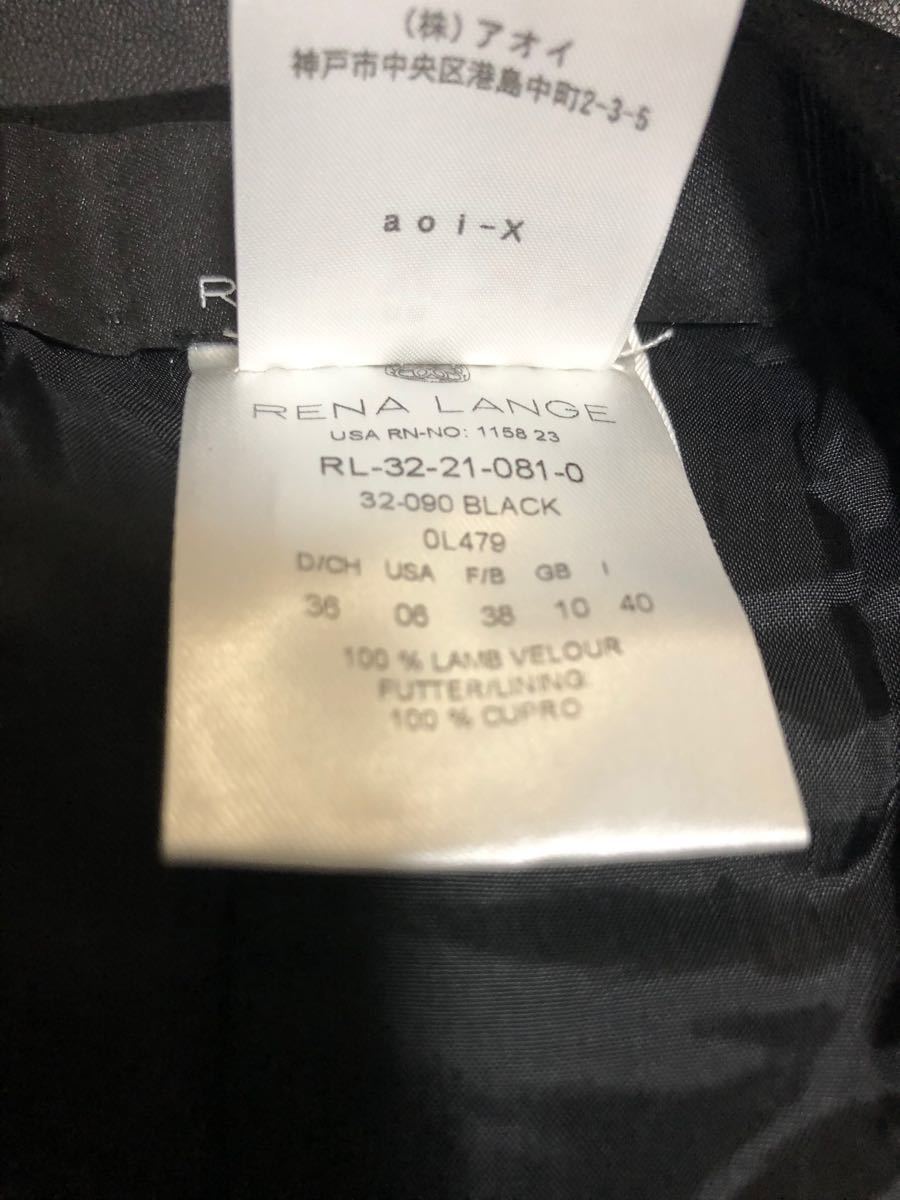 (株)アオイ
神戸市中央区港島中町2-3-5
aoi-X
R
RENA LANGE
USA RN-NO: 1158 23
RL-32-21-081-0
32-090 BLACK
0L479
D/CH USA F/B GB I
36 06 38 10 40
100 % LAMB VELOUR
FUTTER/LINING
100 % CUPRO